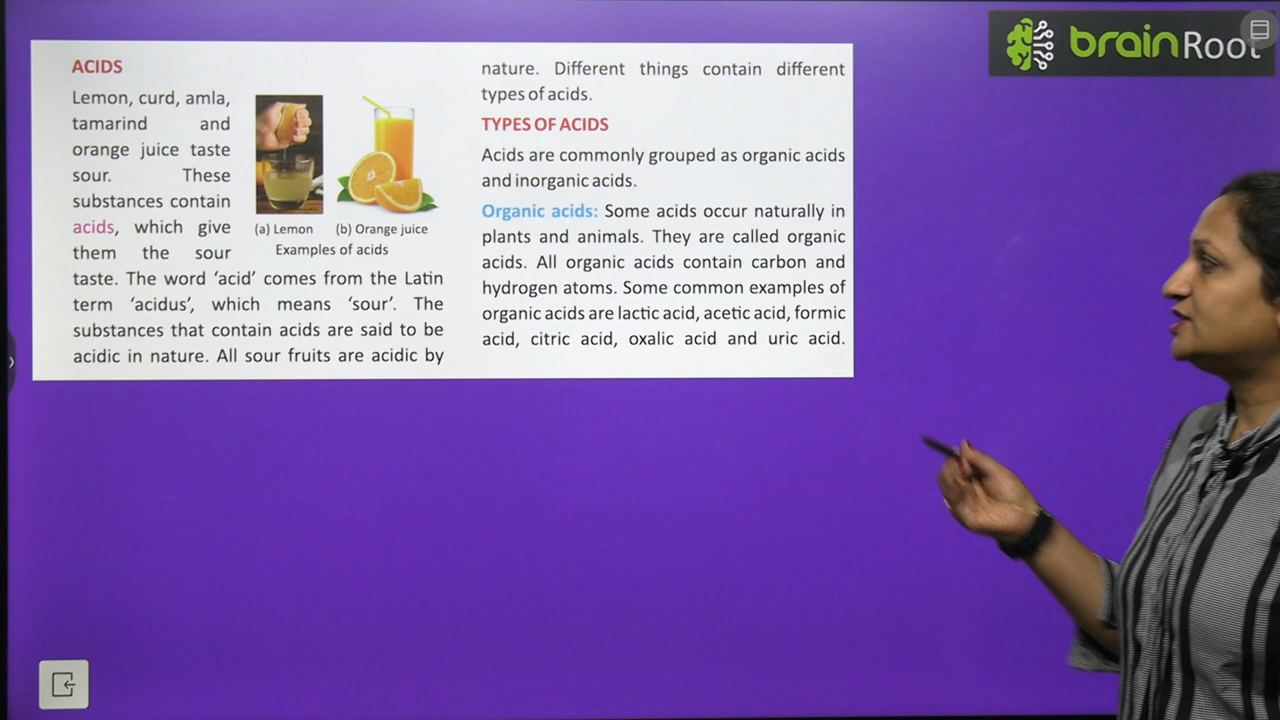 ACIDS
Lemon, curd, amla,
tamarind and
orange juice taste
sour. These
substances contain
acids, which give
them the sour
(a) Lemon (b) Orange juice
Examples of acids
taste. The word ‘acid’ comes from the Latin
term ‘acidus’, which means ‘sour’. The
substances that contain acids are said to be
acidic in nature. All sour fruits are acidic by
nature. Different things contain different
types of acids.
TYPES OF ACIDS
Acids are commonly grouped as organic acids
and inorganic acids.
Organic acids: Some acids occur naturally in
plants and animals. They are called organic
acids. All organic acids contain carbon and
hydrogen atoms. Some common examples of
organic acids are lactic acid, acetic acid, formic
acid, citric acid, oxalic acid and uric acid.
brainRoot